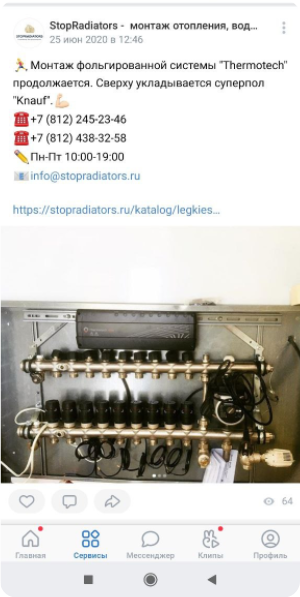 StopRadiators - монтаж отопления, вод...
25 июн 2020 в 12:46
🏃Монтаж фольгированной системы "Thermotech"
продолжается. Сверху укладывается суперпол
"Knauf".💪🏻
☎️+7 (812) 245-23-46
☎️+7 (812) 438-32-58
✏️Пн-Пт 10:00-19:00
📧info@stopradiators.ru
https://stopradiators.ru/katalog/legkies...
64
Главная
Сервисы
Мессенджер
Клипы
Профиль